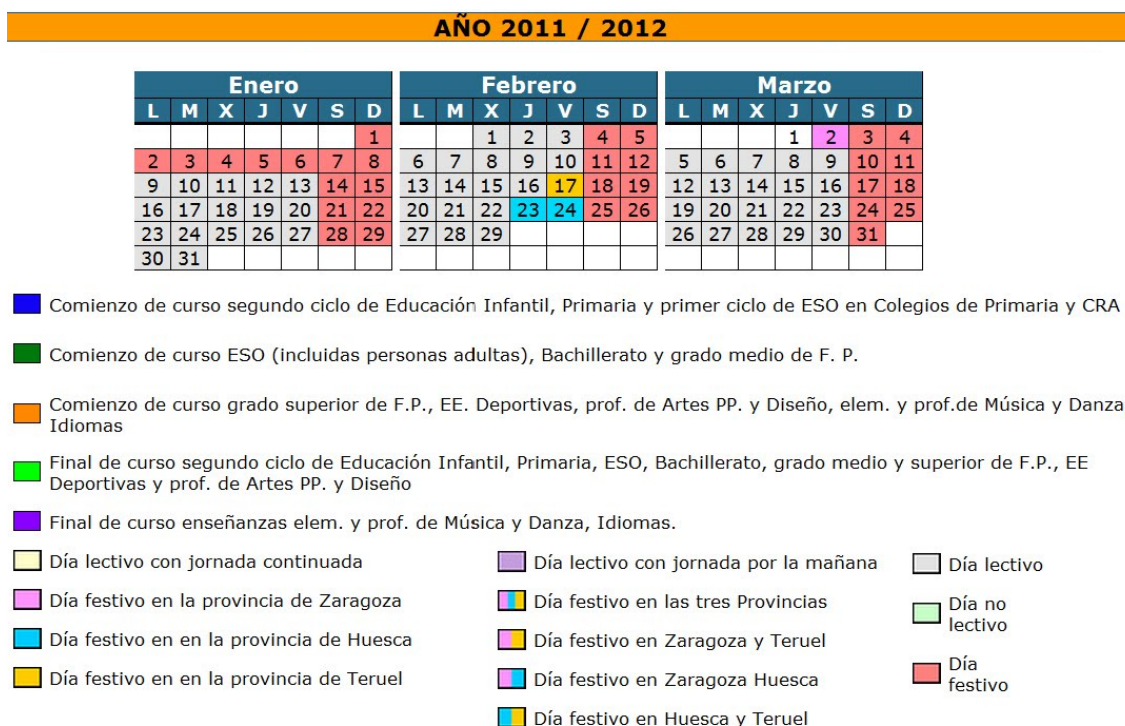 AÑO 2011 / 2012
Enero Febrero Marzo
L M X J V S D L M X J V S D L M X J V S D
1 1 2 3 4 5 1 2 3 4
2 3 4 5 6 7 8 6 7 8 9 10 11 12 5 6 7 8 9 10 11
9 10 11 12 13 14 15 13 14 15 16 17 18 19 12 13 14 15 16 17 18
16 17 18 19 20 21 22 20 21 22 23 24 25 26 19 20 21 22 23 24 25
23 24 25 26 27 28 29 27 28 29 26 27 28 29 30 31
30 31
Comienzo de curso segundo ciclo de Educación Infantil, Primaria y primer ciclo de ESO en Colegios de Primaria y CRA
Comienzo de curso ESO (incluidas personas adultas), Bachillerato y grado medio de F. P.
Comienzo de curso grado superior de F.P., EE. Deportivas, prof. de Artes PP. y Diseño, elem. y prof.de Música y Danza
Idiomas
Final de curso segundo ciclo de Educación Infantil, Primaria, ESO, Bachillerato, grado medio y superior de F.P., EE
Deportivas y prof. de Artes PP. y Diseño
Final de curso enseñanzas elem. y prof. de Música y Danza, Idiomas.
Día lectivo con jornada continuada
Día festivo en la provincia de Zaragoza
Día festivo en en la provincia de Huesca
Día festivo en en la provincia de Teruel
Día lectivo con jornada por la mañana
Día festivo en las tres Provincias
Día festivo en Zaragoza y Teruel
Día festivo en Zaragoza Huesca
Día festivo en Huesca y Teruel
Día lectivo
Día no
lectivo
Día
festivo